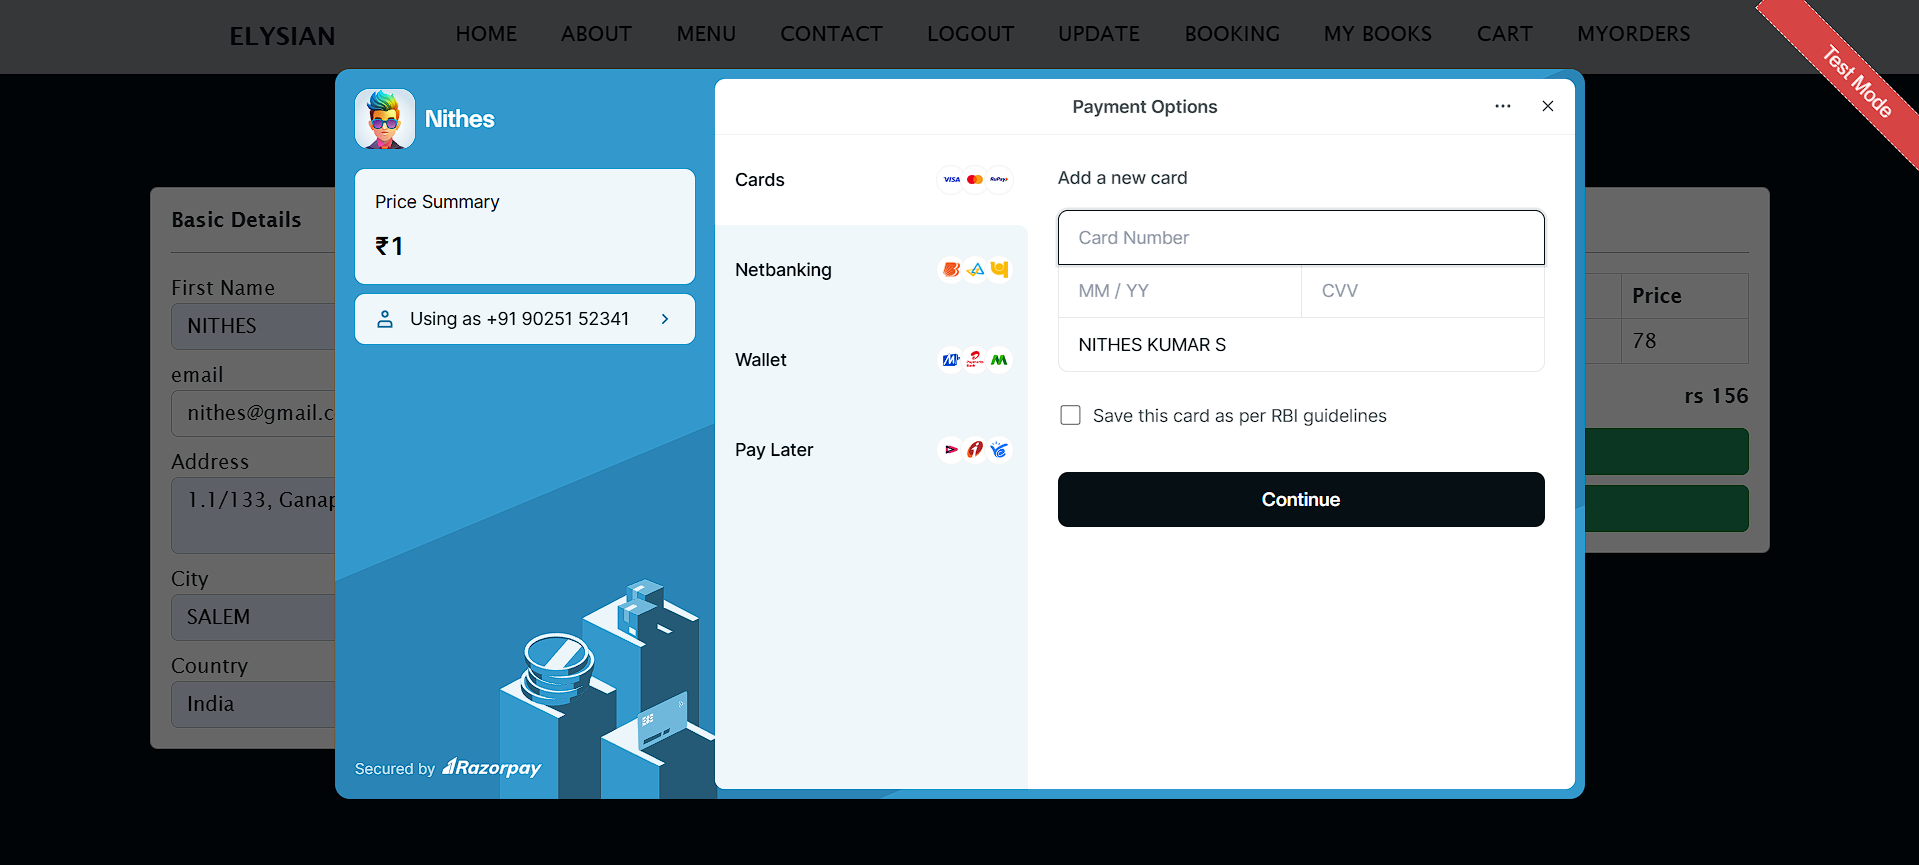 ELYSIAN
HOME ABOUT MENU CONTACT LOGOUT UPDATE BOOKING MY BOOKS CART MYORDERS
Test Mode
Nithes
Price Summary
₹1
Using as +91 90251 52341
Secured by Razorpay
Payment Options
Cards
VISA
RuPay
Netbanking
Wallet
Pay Later
Add a new card
Card Number
MM / YY
CVV
NITHES KUMAR S
Save this card as per RBI guidelines
Continue
Basic Details
First Name
NITHES
email
nithes@gmail.c
Address
1.1/133, Ganap
City
SALEM
Country
India
Price
78
rs 156